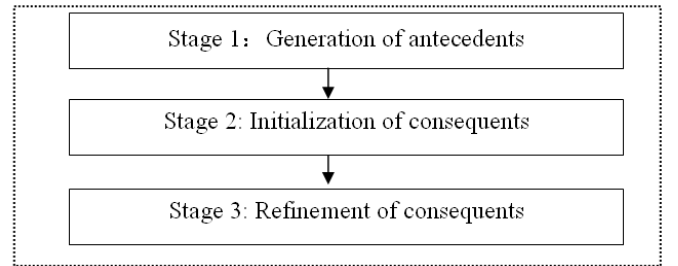 Stage 1：Generation of antecedents
Stage 2: Initialization of consequents
Stage 3: Refinement of consequents